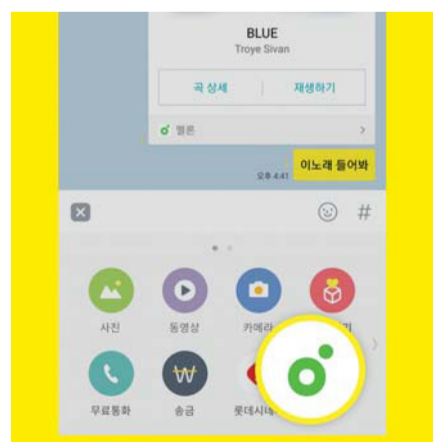 BLUE
Troye Sivan
곡 상세 재생하기
멜론
오후 4:41 이노래 들어봐
#
사진 동영상 카메라
무료통화 송금 롯데시네